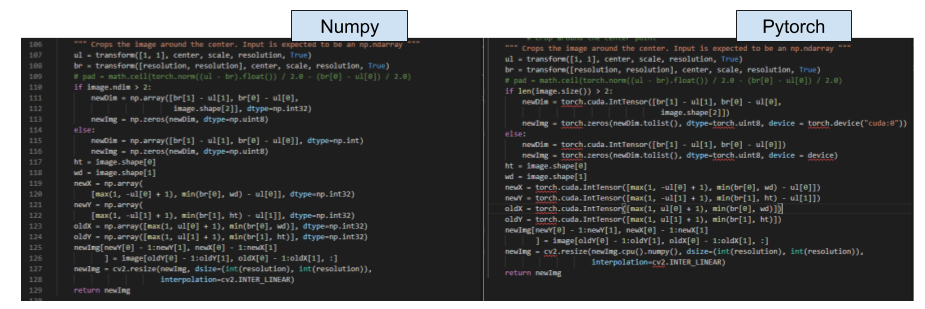 Numpy
106 """ Crops the image around the center. Input is expected to be an np.ndarray """
107 ul = transform([1, 1], center, scale, resolution, True)
108 br = transform([resolution, resolution], center, scale, resolution, True)
109 # pad = math.ceil(torch.norm((ul - br).float()) / 2.0 - (br[0] - ul[0]) / 2.0)
110 if image.ndim > 2:
111 newDim = np.array([br[1] - ul[1], br[0] - ul[0],
112 image.shape[2]], dtype=np.int32)
113 newImg = np.zeros(newDim, dtype=np.uint8)
114 else:
115 newDim = np.array([br[1] - ul[1], br[0] - ul[0]], dtype=np.int)
116 newImg = np.zeros(newDim, dtype=np.uint8)
117 ht = image.shape[0]
118 wd = image.shape[1]
119 newX = np.array(
120 [max(1, -ul[0] + 1), min(br[0], wd) - ul[0]], dtype=np.int32)
121 newY = np.array(
122 [max(1, -ul[1] + 1), min(br[1], ht) - ul[1]], dtype=np.int32)
123 oldX = np.array([max(1, ul[0] + 1), min(br[0], wd)], dtype=np.int32)
124 oldY = np.array([max(1, ul[1] + 1), min(br[1], ht)], dtype=np.int32)
125 newImg[newY[0] - 1:newY[1], newX[0] - 1:newX[1]
126 ] = image[oldY[0] - 1:oldY[1], oldX[0] - 1:oldX[1], :]
127 newImg = cv2.resize(newImg, dsize=(int(resolution), int(resolution)),
128 interpolation=cv2.INTER_LINEAR)
129 return newImg
Pytorch
# Crop around the center point
""" Crops the image around the center. Input is expected to be an np.ndarray """
ul = transform([1, 1], center, scale, resolution, True)
br = transform([resolution, resolution], center, scale, resolution, True)
# pad = math.ceil(torch.norm((ul - br).float()) / 2.0 - (br[0] - ul[0]) / 2.0)
if len(image.size()) > 2:
newDim = torch.cuda.IntTensor([br[1] - ul[1], br[0] - ul[0],
image.shape[2]])
newImg = torch.zeros(newDim.tolist(), dtype=torch.uint8, device = torch.device("cuda:0"))
else:
newDim = torch.cuda.IntTensor([br[1] - ul[1], br[0] - ul[0]])
newImg = torch.zeros(newDim.tolist(), dtype=torch.uint8, device = device)
ht = image.shape[0]
wd = image.shape[1]
newX = torch.cuda.IntTensor([max(1, -ul[0] + 1), min(br[0], wd) - ul[0]])
newY = torch.cuda.IntTensor([max(1, -ul[1] + 1), min(br[1], ht) - ul[1]])
oldX = torch.cuda.IntTensor([max(1, ul[0] + 1), min(br[0], wd)])
oldY = torch.cuda.IntTensor([max(1, ul[1] + 1), min(br[1], ht)])
newImg[newY[0] - 1:newY[1], newX[0] - 1:newX[1]
] = image[oldY[0] - 1:oldY[1], oldX[0] - 1:oldX[1], :]
newImg = cv2.resize(newImg.cpu().numpy(), dsize=(int(resolution), int(resolution)),
interpolation=cv2.INTER_LINEAR)
return newImg